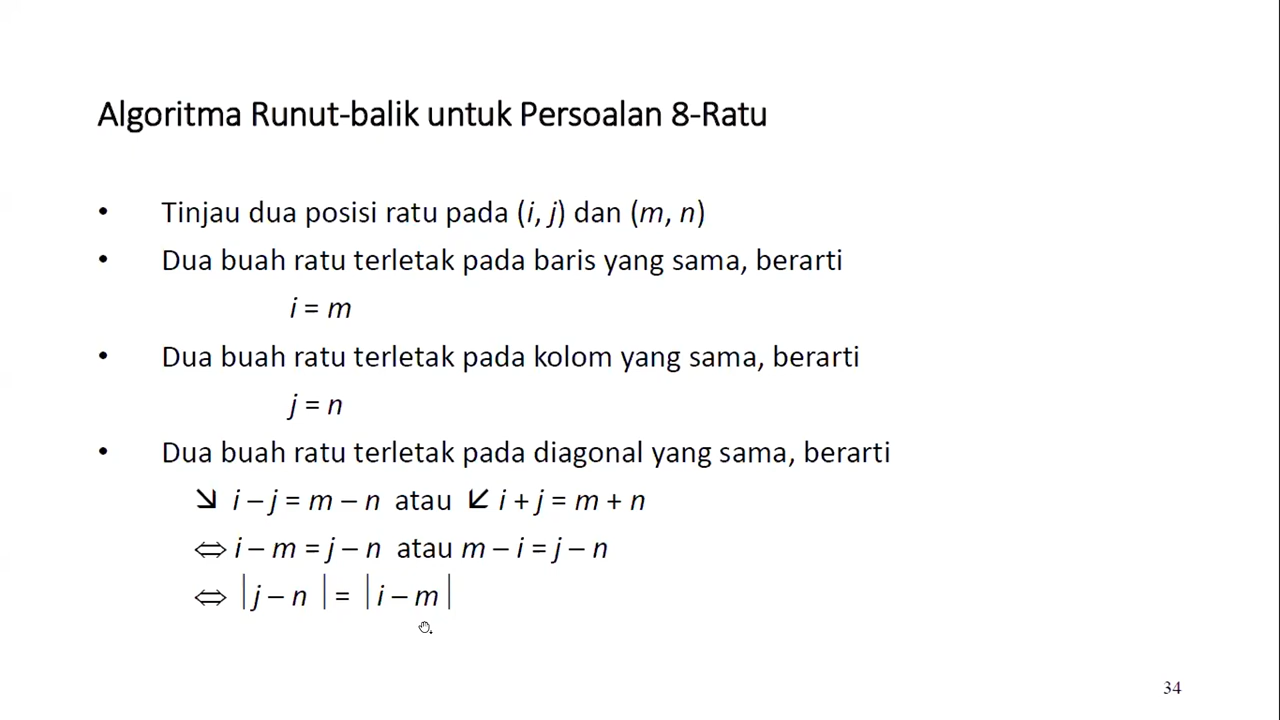 Algoritma Runut-balik untuk Persoalan 8-Ratu
• Tinjau dua posisi ratu pada (i, j) dan (m, n)
• Dua buah ratu terletak pada baris yang sama, berarti
i = m
• Dua buah ratu terletak pada kolom yang sama, berarti
j = n
• Dua buah ratu terletak pada diagonal yang sama, berarti
↘ i – j = m – n atau ↙ i + j = m + n
⇔ i – m = j – n atau m – i = j – n
⇔ |j – n | = |i – m|
34